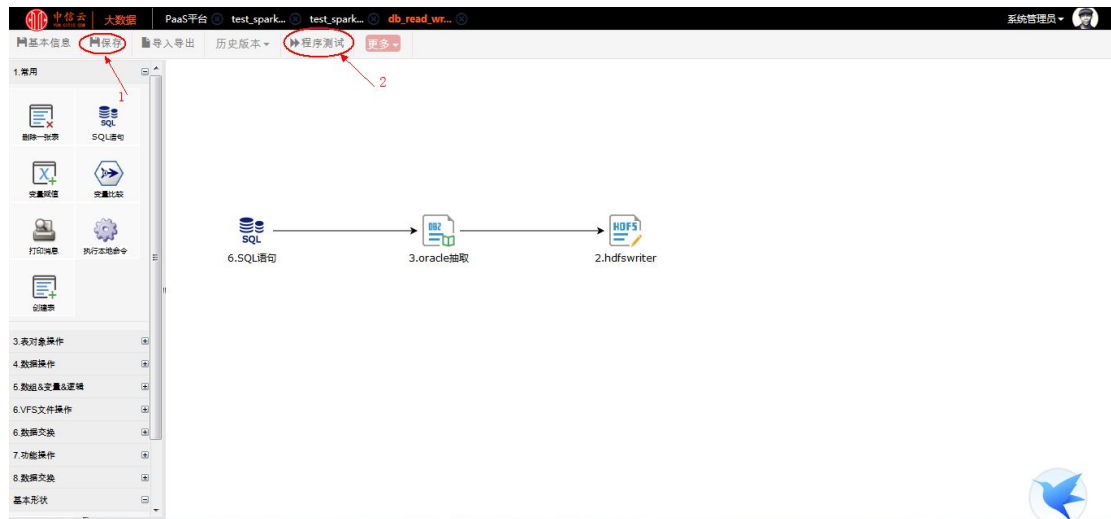 中信云 大数据 PaaS平台 test_spark... test_spark... db_read_wr... 系统管理员
基本信息 保存 导入导出 历史版本 程序测试 更多
1.常用
1
2
删除一张表 SQL语句
变量赋值 变量比较
打印消息 执行本地命令
创建表
SQL
DB2
HDFS
6.SQL语句 3.oracle抽取 2.hdfswriter
3.表对象操作
4.数据操作
5.数组&变量&逻辑
6.VFS文件操作
6.数据交换
7.功能操作
8.数据交换
基本形状